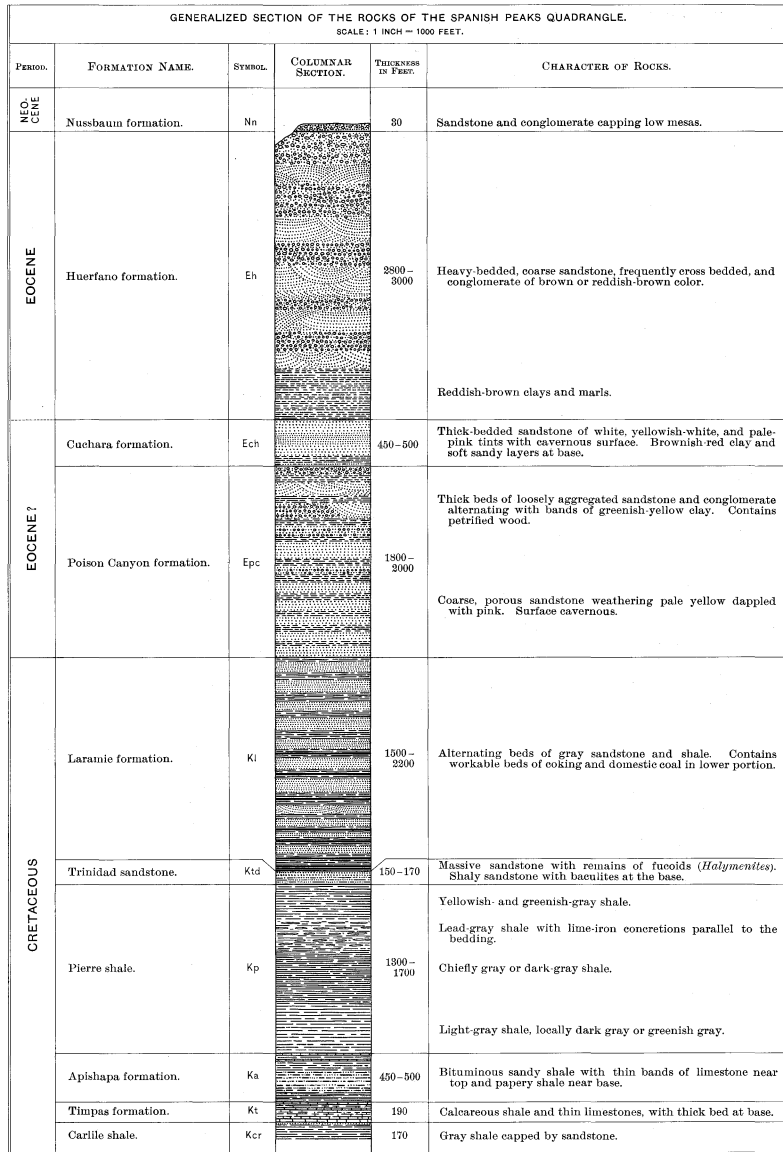 GENERALIZED SECTION OF THE ROCKS OF THE SPANISH PEAKS QUADRANGLE.
SCALE: 1 INCH = 1000 FEET.
PERIOD.
FORMATION NAME.
SYMBOL.
COLUMNAR
SECTION.
THICKNESS
IN FEET.
CHARACTER OF ROCKS.
NEO-
CENE
Nussbaum formation.
Nn
30
Sandstone and conglomerate capping low mesas.
EOCENE
Huerfano formation.
Eh
2800–
3000
Heavy-bedded, coarse sandstone, frequently cross bedded, and
conglomerate of brown or reddish-brown color.
Reddish-brown clays and marls.
EOCENE?
Cuchara formation.
Ech
450–500
Thick-bedded sandstone of white, yellowish-white, and pale-
pink tints with cavernous surface. Brownish-red clay and
soft sandy layers at base.
Poison Canyon formation.
Epc
1800–
2000
Thick beds of loosely aggregated sandstone and conglomerate
alternating with bands of greenish-yellow clay. Contains
petrified wood.
Coarse, porous sandstone weathering pale yellow dappled
with pink. Surface cavernous.
CRETACEOUS
Laramie formation.
Kl
1500–
2200
Alternating beds of gray sandstone and shale. Contains
workable beds of coking and domestic coal in lower portion.
Trinidad sandstone.
Ktd
150–170
Massive sandstone with remains of fucoids (Halymenites).
Shaly sandstone with baculites at the base.
Pierre shale.
Kp
1300–
1700
Yellowish- and greenish-gray shale.
Lead-gray shale with lime-iron concretions parallel to the
bedding.
Chiefly gray or dark-gray shale.
Light-gray shale, locally dark gray or greenish gray.
Apishapa formation.
Ka
450–500
Bituminous sandy shale with thin bands of limestone near
top and papery shale near base.
Timpas formation.
Kt
190
Calcareous shale and thin limestones, with thick bed at base.
Carlile shale.
Kcr
170
Gray shale capped by sandstone.